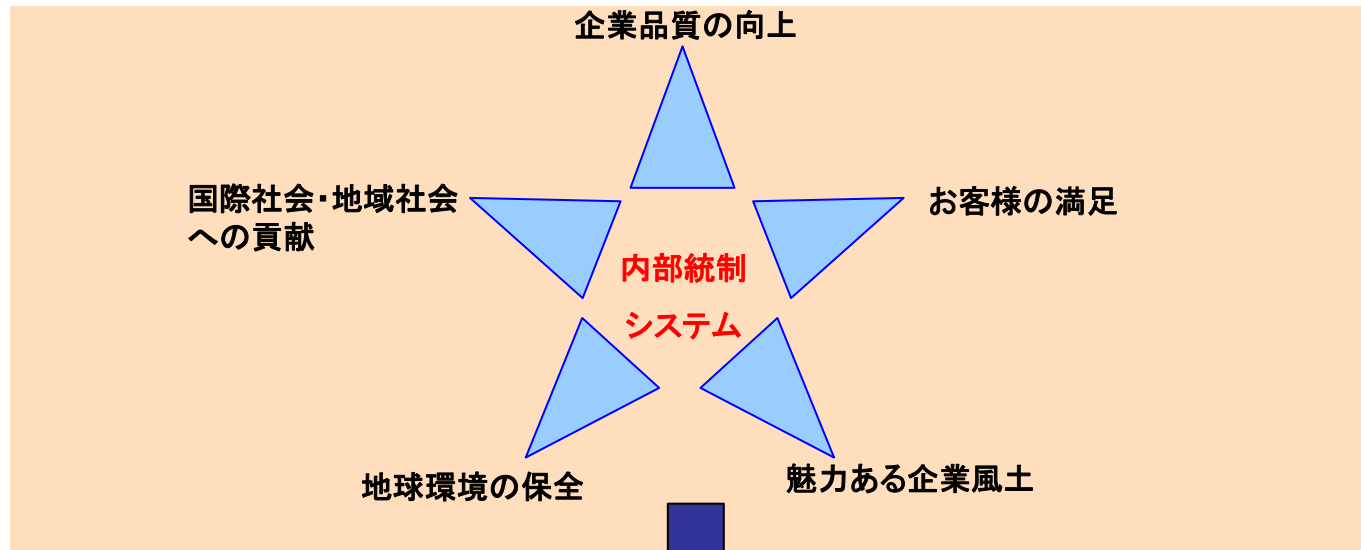 企業品質の向上
国際社会・地域社会
への貢献
お客様の満足
内部統制
システム
地球環境の保全
魅力ある企業風土